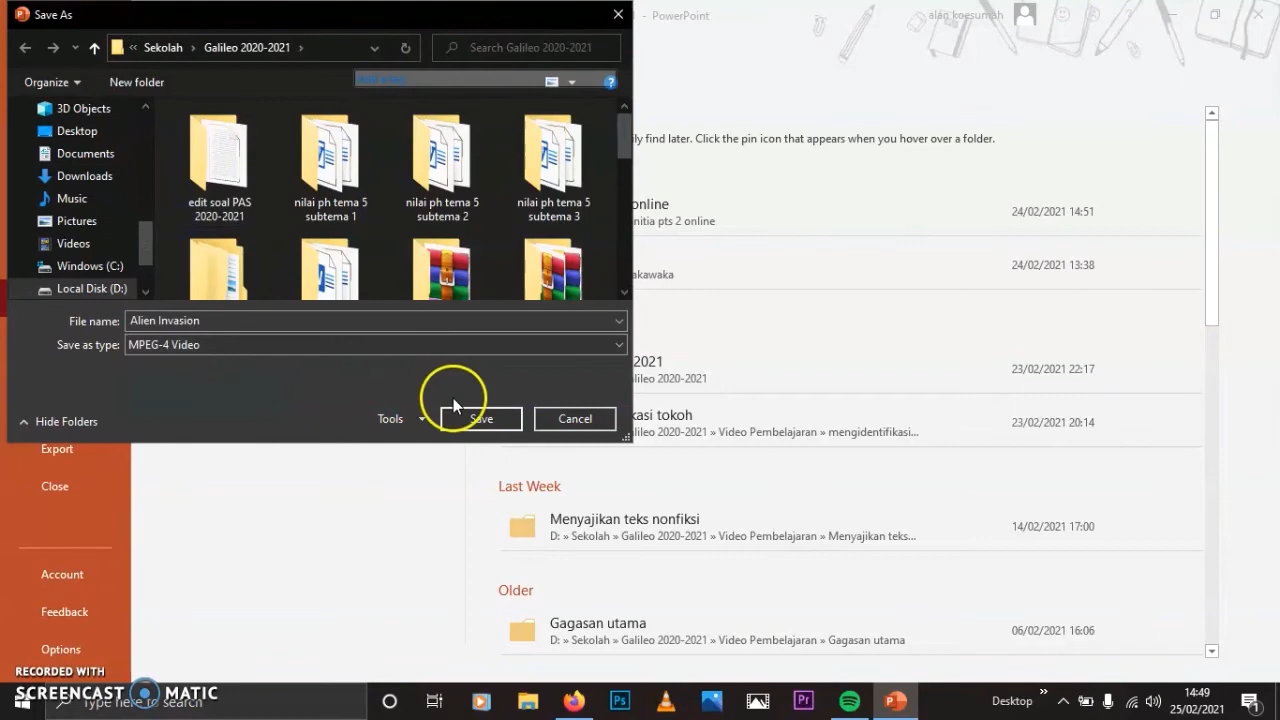 Save As
- PowerPoint
alan koesumah
Sekolah
Galileo 2020-2021
Search Galileo 2020-2021
Organize
New folder
3D Objects
Desktop
Documents
Downloads
Music
Pictures
Videos
Windows (C:)
Local Disk (D:)
edit soal PAS
2020-2021
nilai ph tema 5
subtema 1
nilai ph tema 5
subtema 2
nilai ph tema 5
subtema 3
File name:
Alien Invasion
Save as type:
MPEG-4 Video
Hide Folders
Tools
Save
Cancel
ily find later. Click the pin icon that appears when you hover over a folder.
online
nitia pts 2 online
24/02/2021 14:51
akawaka
24/02/2021 13:38
2021
lileo 2020-2021
23/02/2021 22:17
kasi tokoh
lileo 2020-2021 » Video Pembelajaran » mengidentifikasi...
23/02/2021 20:14
Last Week
Menyajikan teks nonfiksi
D: » Sekolah » Galileo 2020-2021 » Video Pembelajaran » Menyajikan teks...
14/02/2021 17:00
Older
Gagasan utama
D: » Sekolah » Galileo 2020-2021 » Video Pembelajaran » Gagasan utama
06/02/2021 16:06
Export
Close
Account
Feedback
Options
RECORDED WITH
SCREENCAST MATIC
Type here to search
Desktop
14:49
25/02/2021